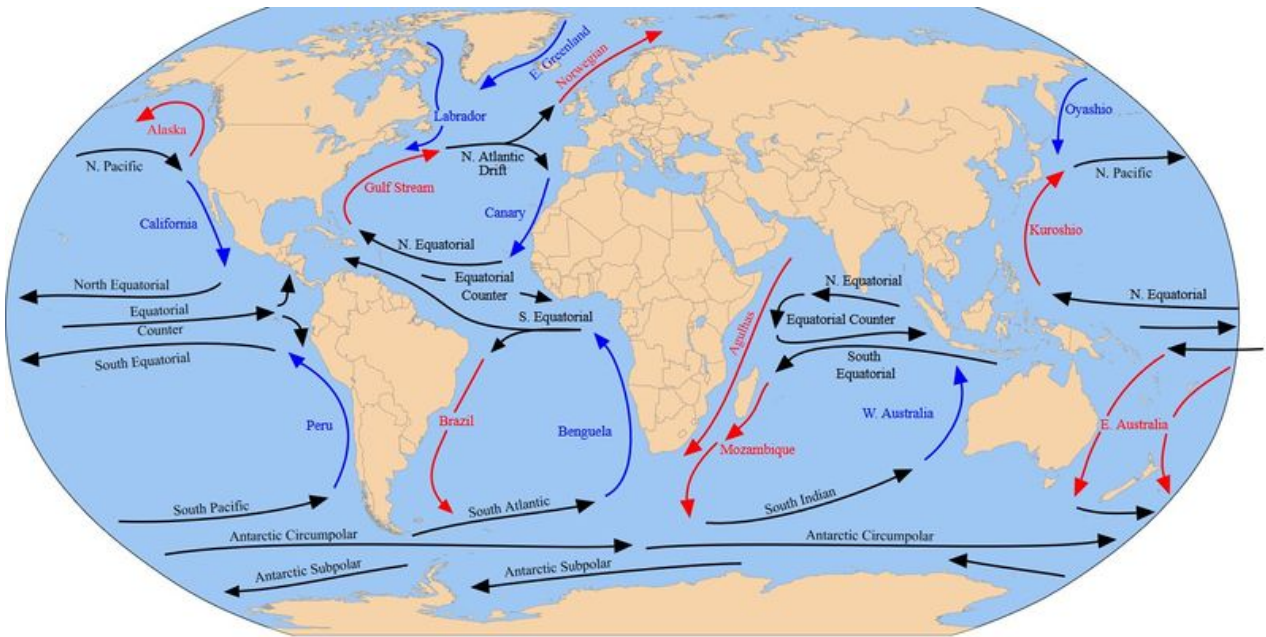 E. Greenland
Norwegian
Labrador
Oyashio
Alaska
N. Pacific
N. Atlantic
Drift
N. Pacific
Gulf Stream
Canary
California
Kuroshio
N. Equatorial
Equatorial
Counter
North Equatorial
Equatorial
Counter
South Equatorial
S. Equatorial
N. Equatorial
Equatorial Counter
South
Equatorial
N. Equatorial
Agulhas
Peru
Brazil
Benguela
W. Australia
E. Australia
Mozambique
South Pacific
South Atlantic
South Indian
Antarctic Circumpolar
Antarctic Circumpolar
Antarctic Subpolar
Antarctic Subpolar